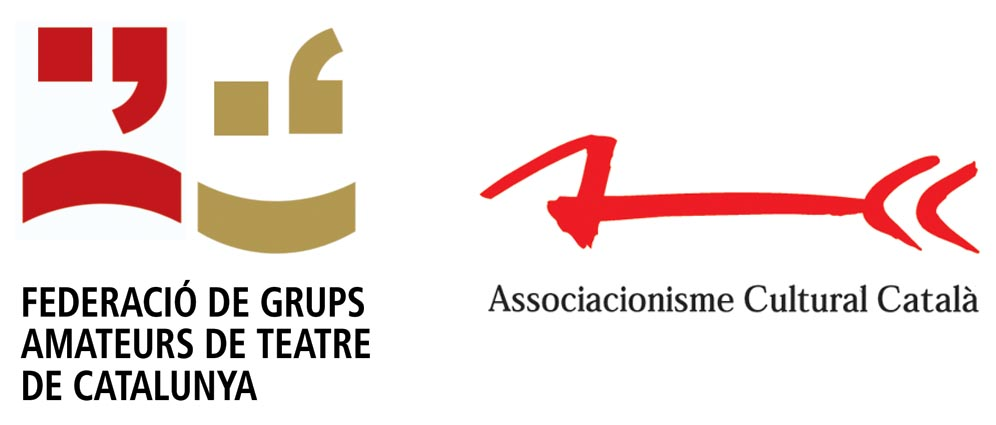 FEDERACIÓ DE GRUPS
AMATEURS DE TEATRE
DE CATALUNYA
Associacionisme Cultural Català